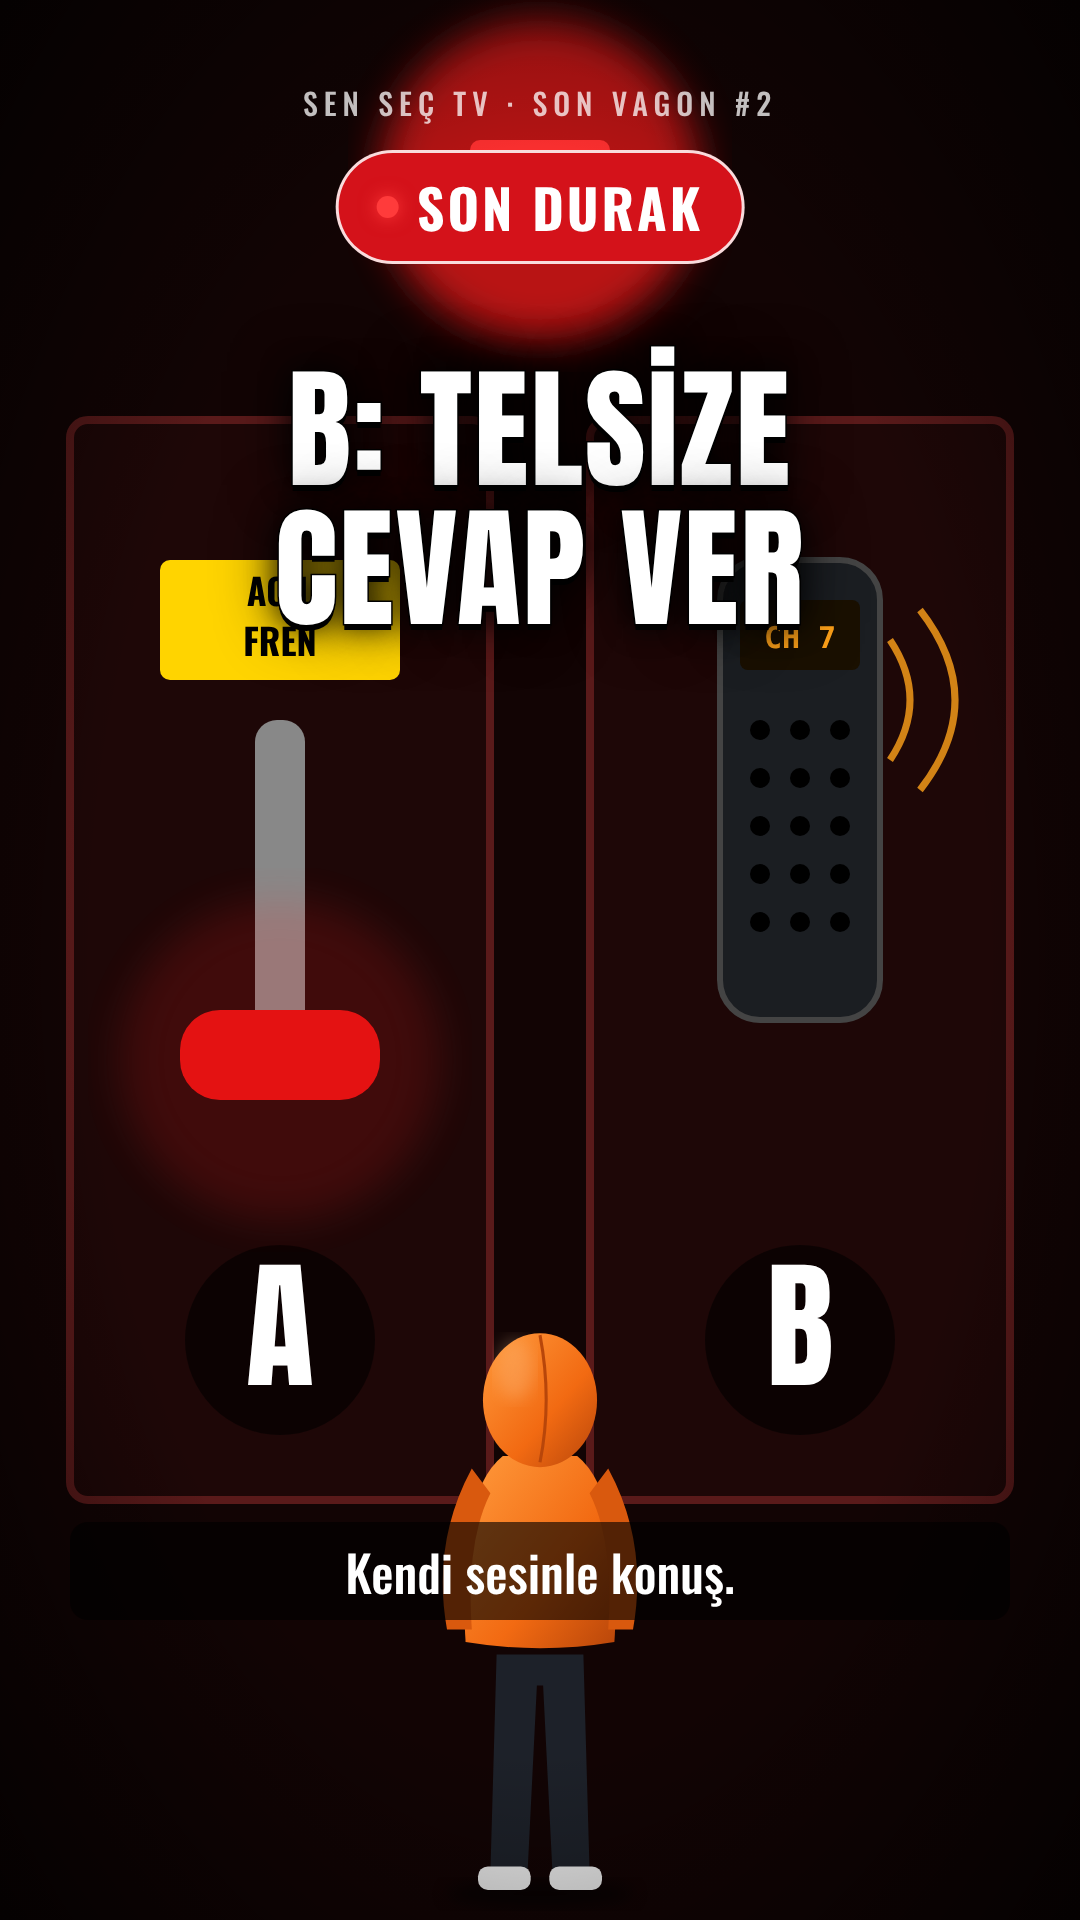 SEN SEÇ TV · SON VAGON #2
SON DURAK
B: TELSİZE
CEVAP VER
FREN
CH 7
A
B
Kendi sesinle konuş.